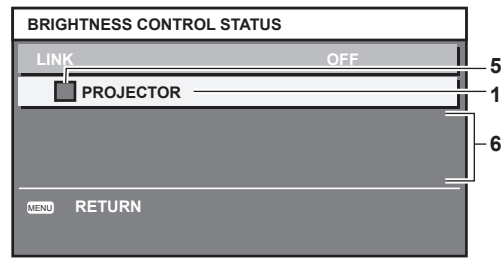 BRIGHTNESS CONTROL STATUS
LINK OFF
5
PROJECTOR
1
6
MENU RETURN